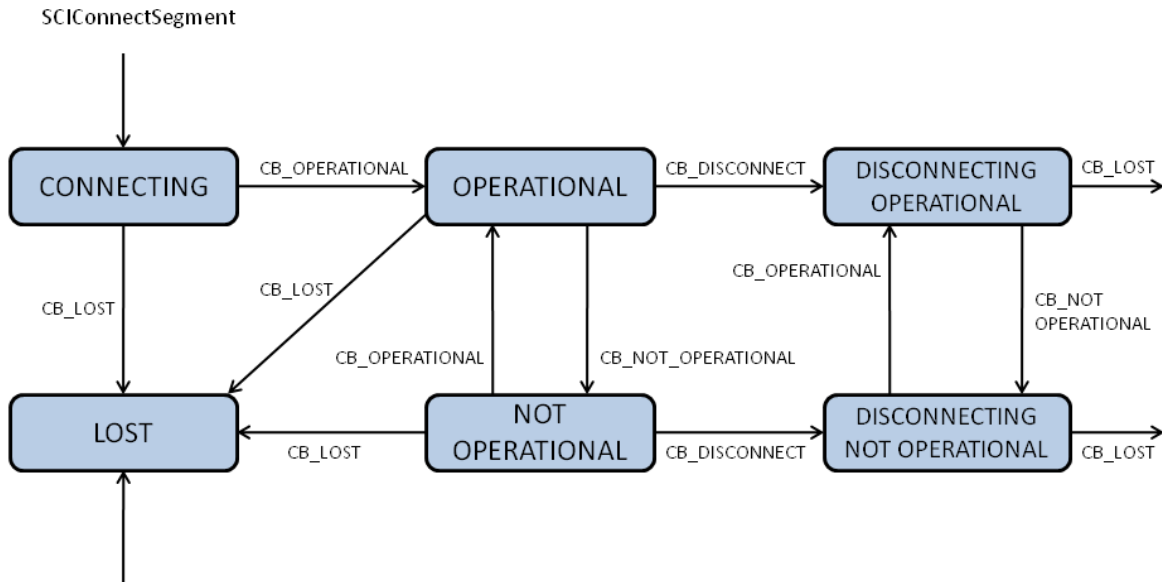 SCIConnectSegment
CONNECTING
CB_OPERATIONAL
OPERATIONAL
CB_DISCONNECT
DISCONNECTING
OPERATIONAL
CB_LOST
CB_LOST
CB_LOST
CB_OPERATIONAL
CB_NOT_OPERATIONAL
CB_OPERATIONAL
CB_NOT
OPERATIONAL
LOST
CB_LOST
NOT
OPERATIONAL
CB_DISCONNECT
DISCONNECTING
NOT OPERATIONAL
CB_LOST